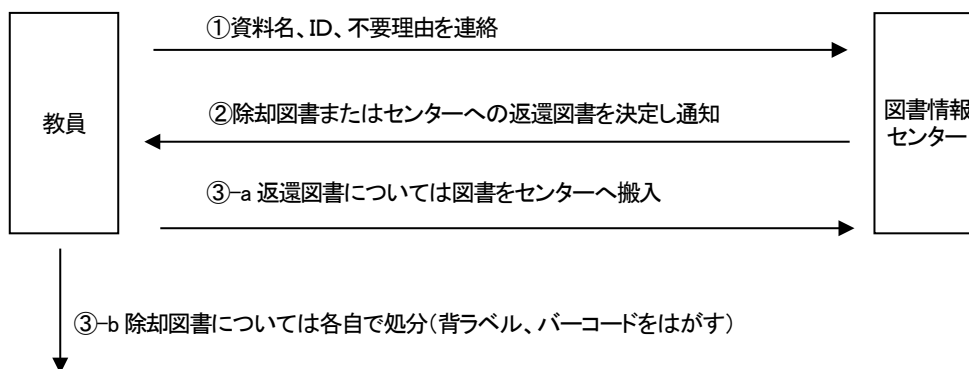 ①資料名、ID、不要理由を連絡
教員
②除却図書またはセンターへの返還図書を決定し通知
図書情報
センター
③-a 返還図書については図書をセンターへ搬入
③-b 除却図書については各自で処分(背ラベル、バーコードをはがす)